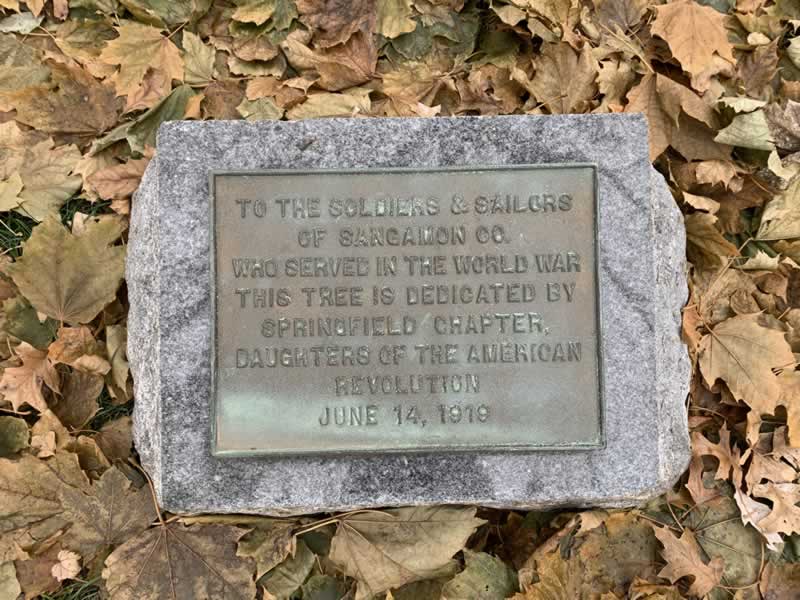 TO THE SOLDIERS & SAILORS
OF SANGAMON CO.
WHO SERVED IN THE WORLD WAR
THIS TREE IS DEDICATED BY
SPRINGFIELD CHAPTER,
DAUGHTERS OF THE AMERICAN
REVOLUTION
JUNE 14, 1919